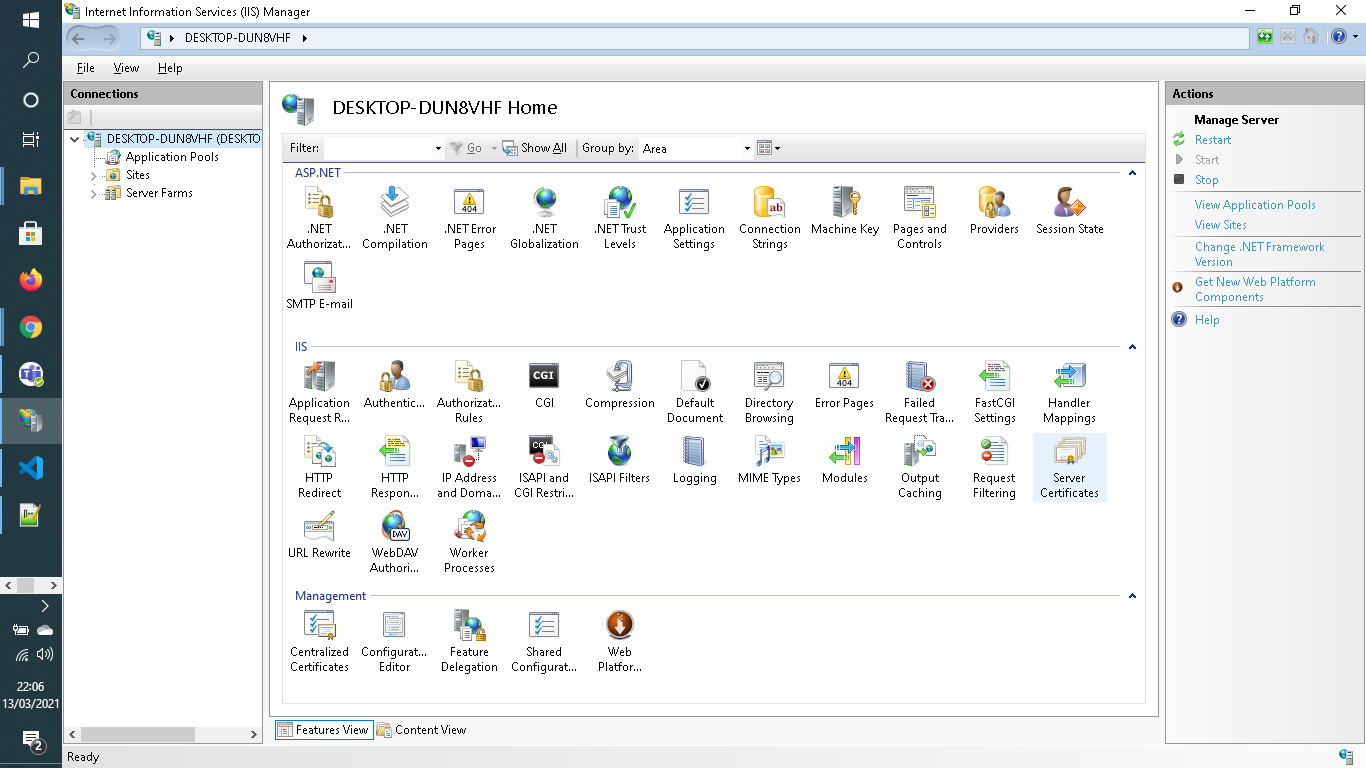 Internet Information Services (IIS) Manager
DESKTOP-DUN8VHF
File View Help
Connections
DESKTOP-DUN8VHF (DESKTO
Application Pools
Sites
Server Farms
DESKTOP-DUN8VHF Home
Filter: Go Show All Group by: Area
ASP.NET
.NET Authorizat...
.NET Compilation
.NET Error Pages
.NET Globalization
.NET Trust Levels
Application Settings
Connection Strings
Machine Key
Pages and Controls
Providers
Session State
SMTP E-mail
IIS
Application Request R...
Authentic...
Authorizat... Rules
CGI
CGI
Compression
Default Document
Directory Browsing
Error Pages
Failed Request Tra...
FastCGI Settings
Handler Mappings
HTTP Redirect
HTTP Respon...
IP Address and Doma...
ISAPI and CGI Restri...
ISAPI Filters
Logging
MIME Types
Modules
Output Caching
Request Filtering
Server Certificates
URL Rewrite
WebDAV Authori...
Worker Processes
Management
Centralized Certificates
Configurat... Editor
Feature Delegation
Shared Configurat...
Web Platfor...
Features View Content View
Ready
Actions
Manage Server
Restart
Start
Stop
View Application Pools
View Sites
Change .NET Framework
Version
Get New Web Platform
Components
Help
22:06
13/03/2021
2